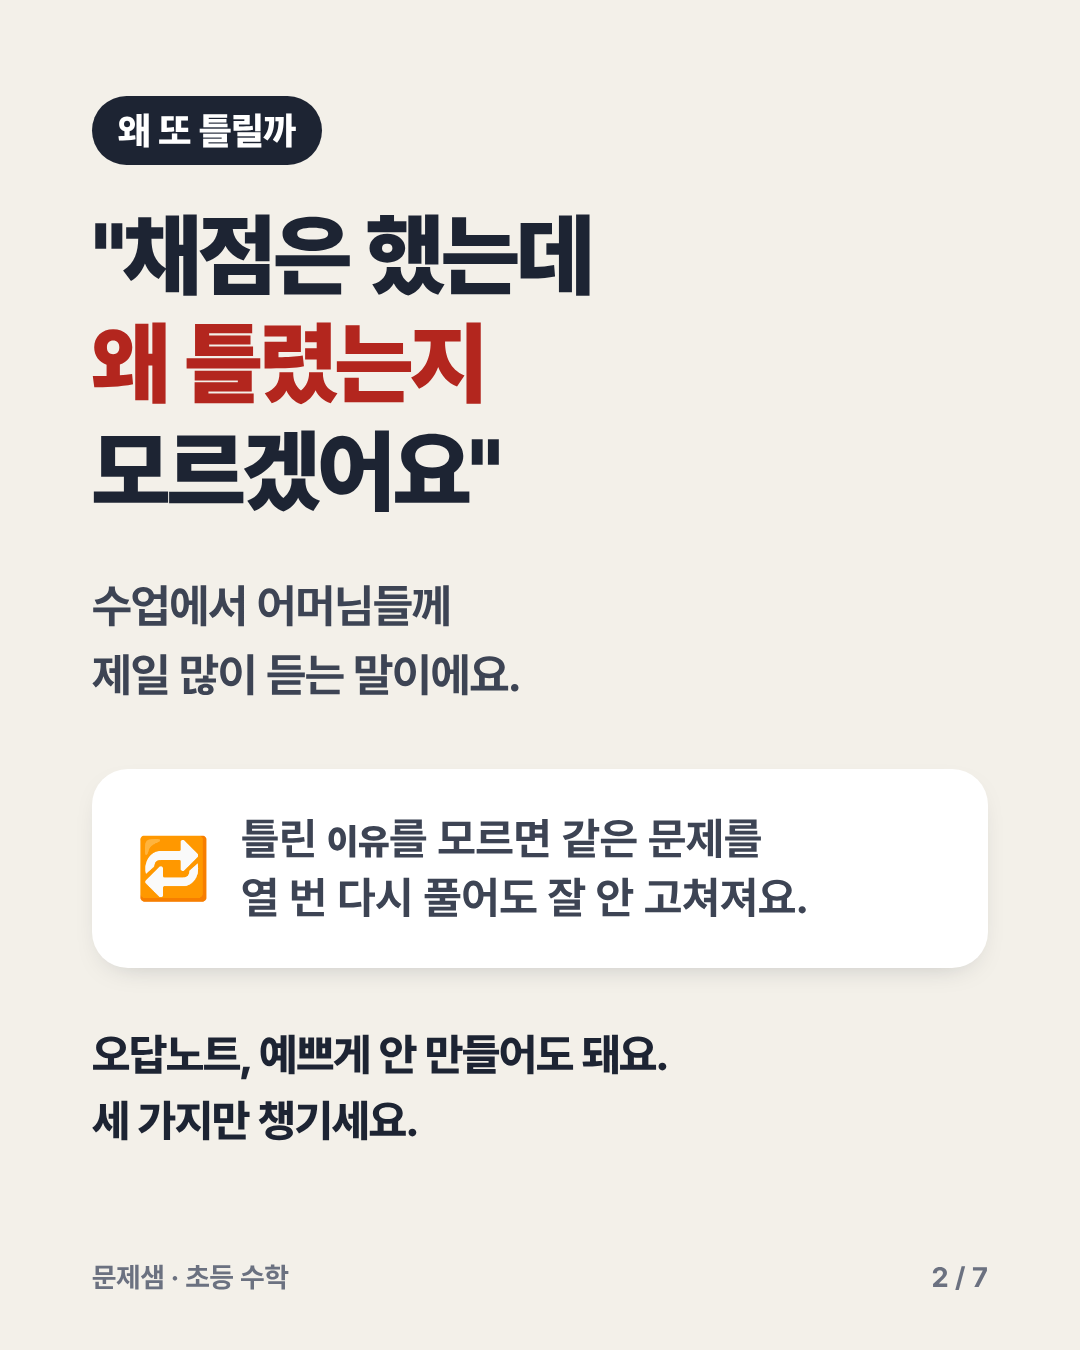 왜 또 틀릴까
"채점은 했는데
왜 틀렸는지
모르겠어요"
수업에서 어머님들께
제일 많이 듣는 말이에요.
틀린 이유를 모르면 같은 문제를
열 번 다시 풀어도 잘 안 고쳐져요.
오답노트, 예쁘게 안 만들어도 돼요.
세 가지만 챙기세요.
문제샘 · 초등 수학
2 / 7